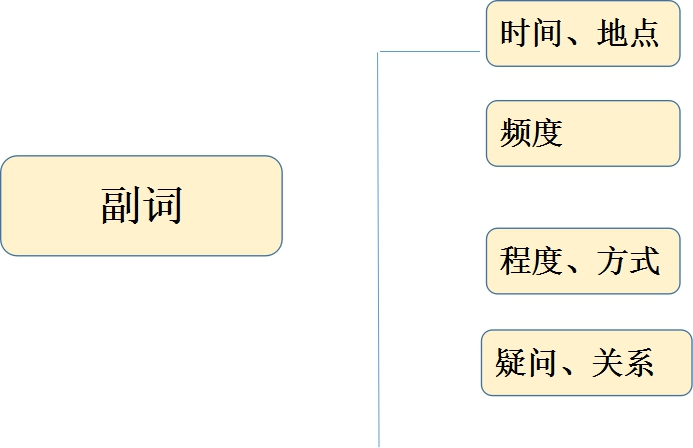 时间、地点
频度
副词
程度、方式
疑问、关系